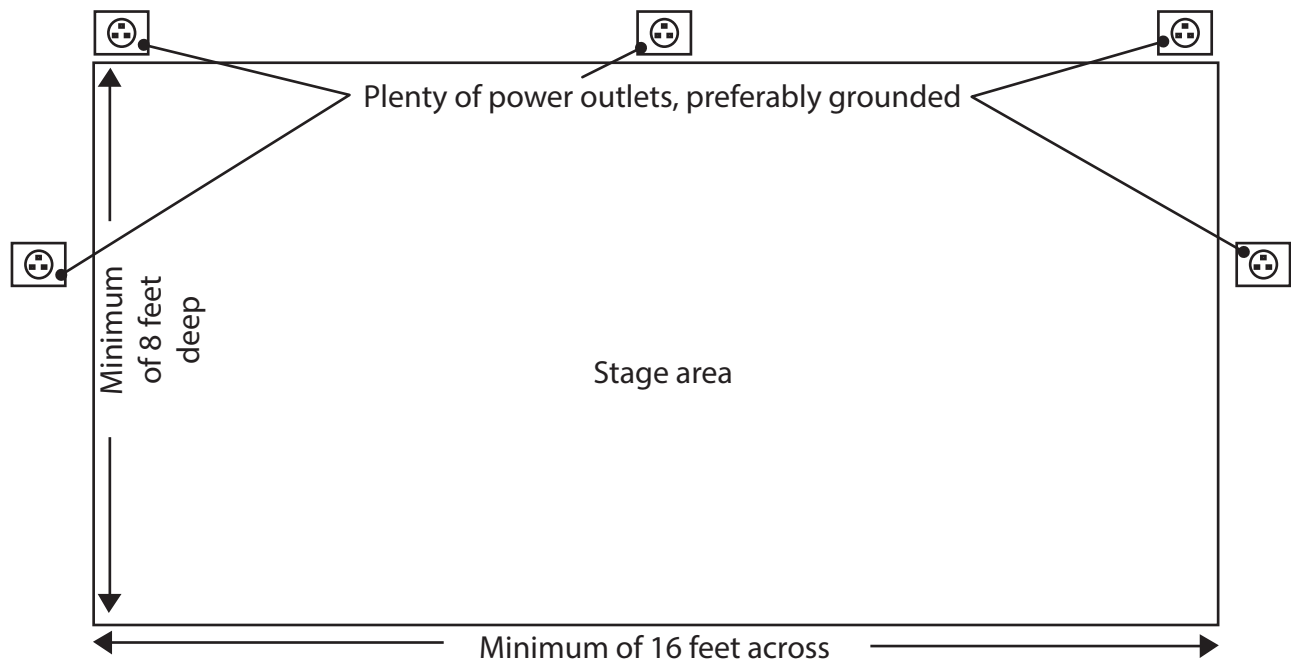 Plenty of power outlets, preferably grounded
Minimum
of 8 feet
deep
Stage area
Minimum of 16 feet across